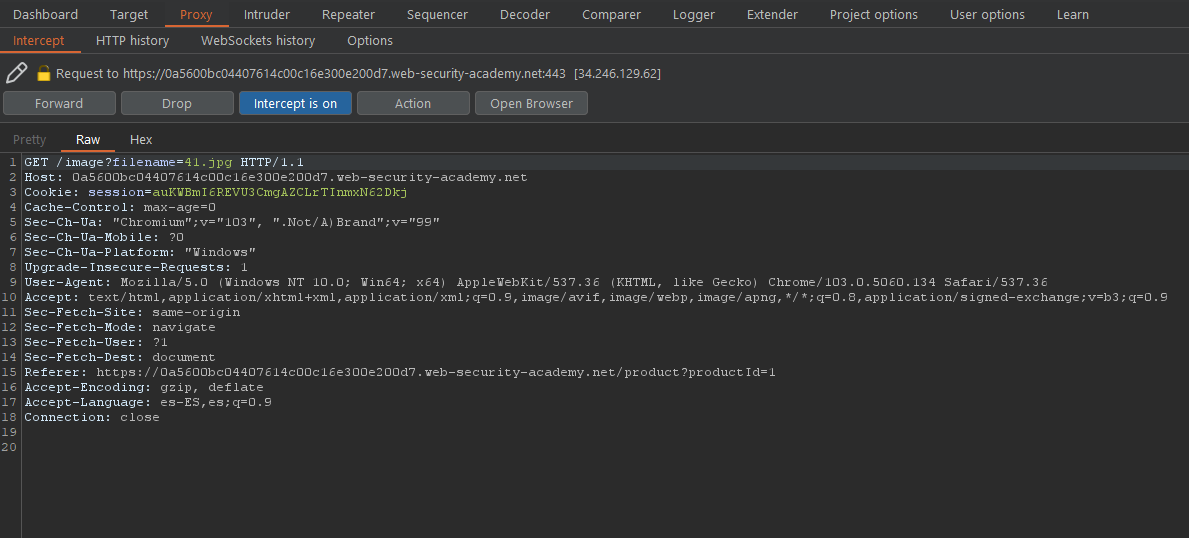 Dashboard Target Proxy Intruder Repeater Sequencer Decoder Comparer Logger Extender Project options User options Learn
Intercept HTTP history WebSockets history Options
Request to https://0a5600bc04407614c00c16e300e200d7.web-security-academy.net:443 [34.246.129.62]
Forward Drop Intercept is on Action Open Browser
Pretty Raw Hex
1 GET /image?filename=41.jpg HTTP/1.1
2 Host: 0a5600bc04407614c00c16e300e200d7.web-security-academy.net
3 Cookie: session=auKWBmI6REVU3CmgAZCLrTInmxN62Dkj
4 Cache-Control: max-age=0
5 Sec-Ch-Ua: "Chromium";v="103", ".Not/A)Brand";v="99"
6 Sec-Ch-Ua-Mobile: ?0
7 Sec-Ch-Ua-Platform: "Windows"
8 Upgrade-Insecure-Requests: 1
9 User-Agent: Mozilla/5.0 (Windows NT 10.0; Win64; x64) AppleWebKit/537.36 (KHTML, like Gecko) Chrome/103.0.5060.134 Safari/537.36
10 Accept: text/html,application/xhtml+xml,application/xml;q=0.9,image/avif,image/webp,image/apng,*/*;q=0.8,application/signed-exchange;v=b3;q=0.9
11 Sec-Fetch-Site: same-origin
12 Sec-Fetch-Mode: navigate
13 Sec-Fetch-User: ?1
14 Sec-Fetch-Dest: document
15 Referer: https://0a5600bc04407614c00c16e300e200d7.web-security-academy.net/product?productId=1
16 Accept-Encoding: gzip, deflate
17 Accept-Language: es-ES,es;q=0.9
18 Connection: close
19
20